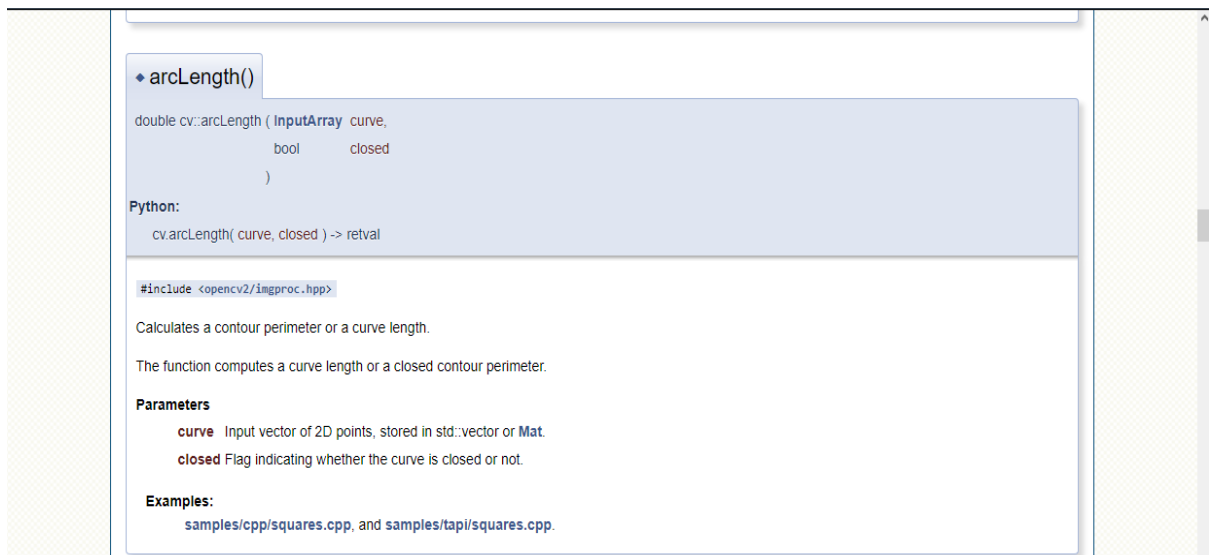 arcLength()
double cv::arcLength ( InputArray curve,
bool closed
)
Python:
cv.arcLength( curve, closed ) -> retval
#include <opencv2/imgproc.hpp>
Calculates a contour perimeter or a curve length.
The function computes a curve length or a closed contour perimeter.
Parameters
curve Input vector of 2D points, stored in std::vector or Mat.
closed Flag indicating whether the curve is closed or not.
Examples:
samples/cpp/squares.cpp, and samples/tapi/squares.cpp.